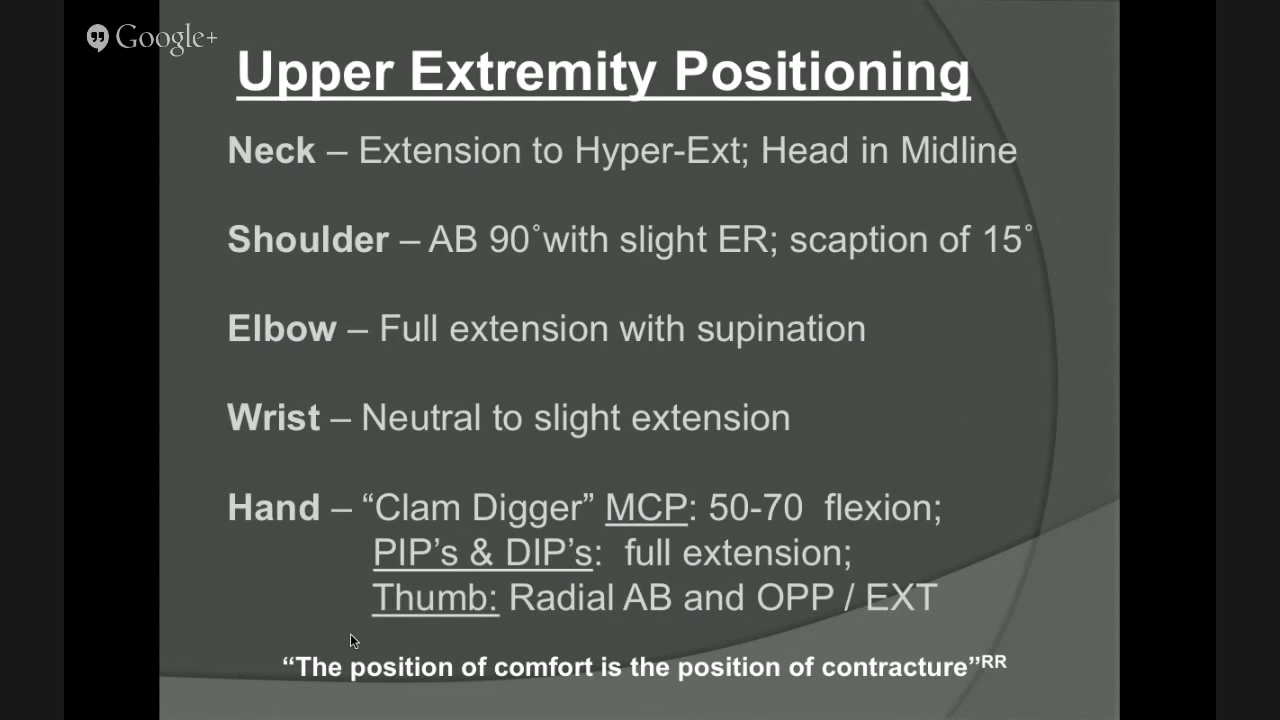 Google+
Upper Extremity Positioning
Neck – Extension to Hyper-Ext; Head in Midline
Shoulder – AB 90˚with slight ER; scaption of 15˚
Elbow – Full extension with supination
Wrist – Neutral to slight extension
Hand – “Clam Digger” MCP: 50-70  flexion;
PIP’s & DIP’s:  full extension;
Thumb: Radial AB and OPP / EXT
“The position of comfort is the position of contracture”RR